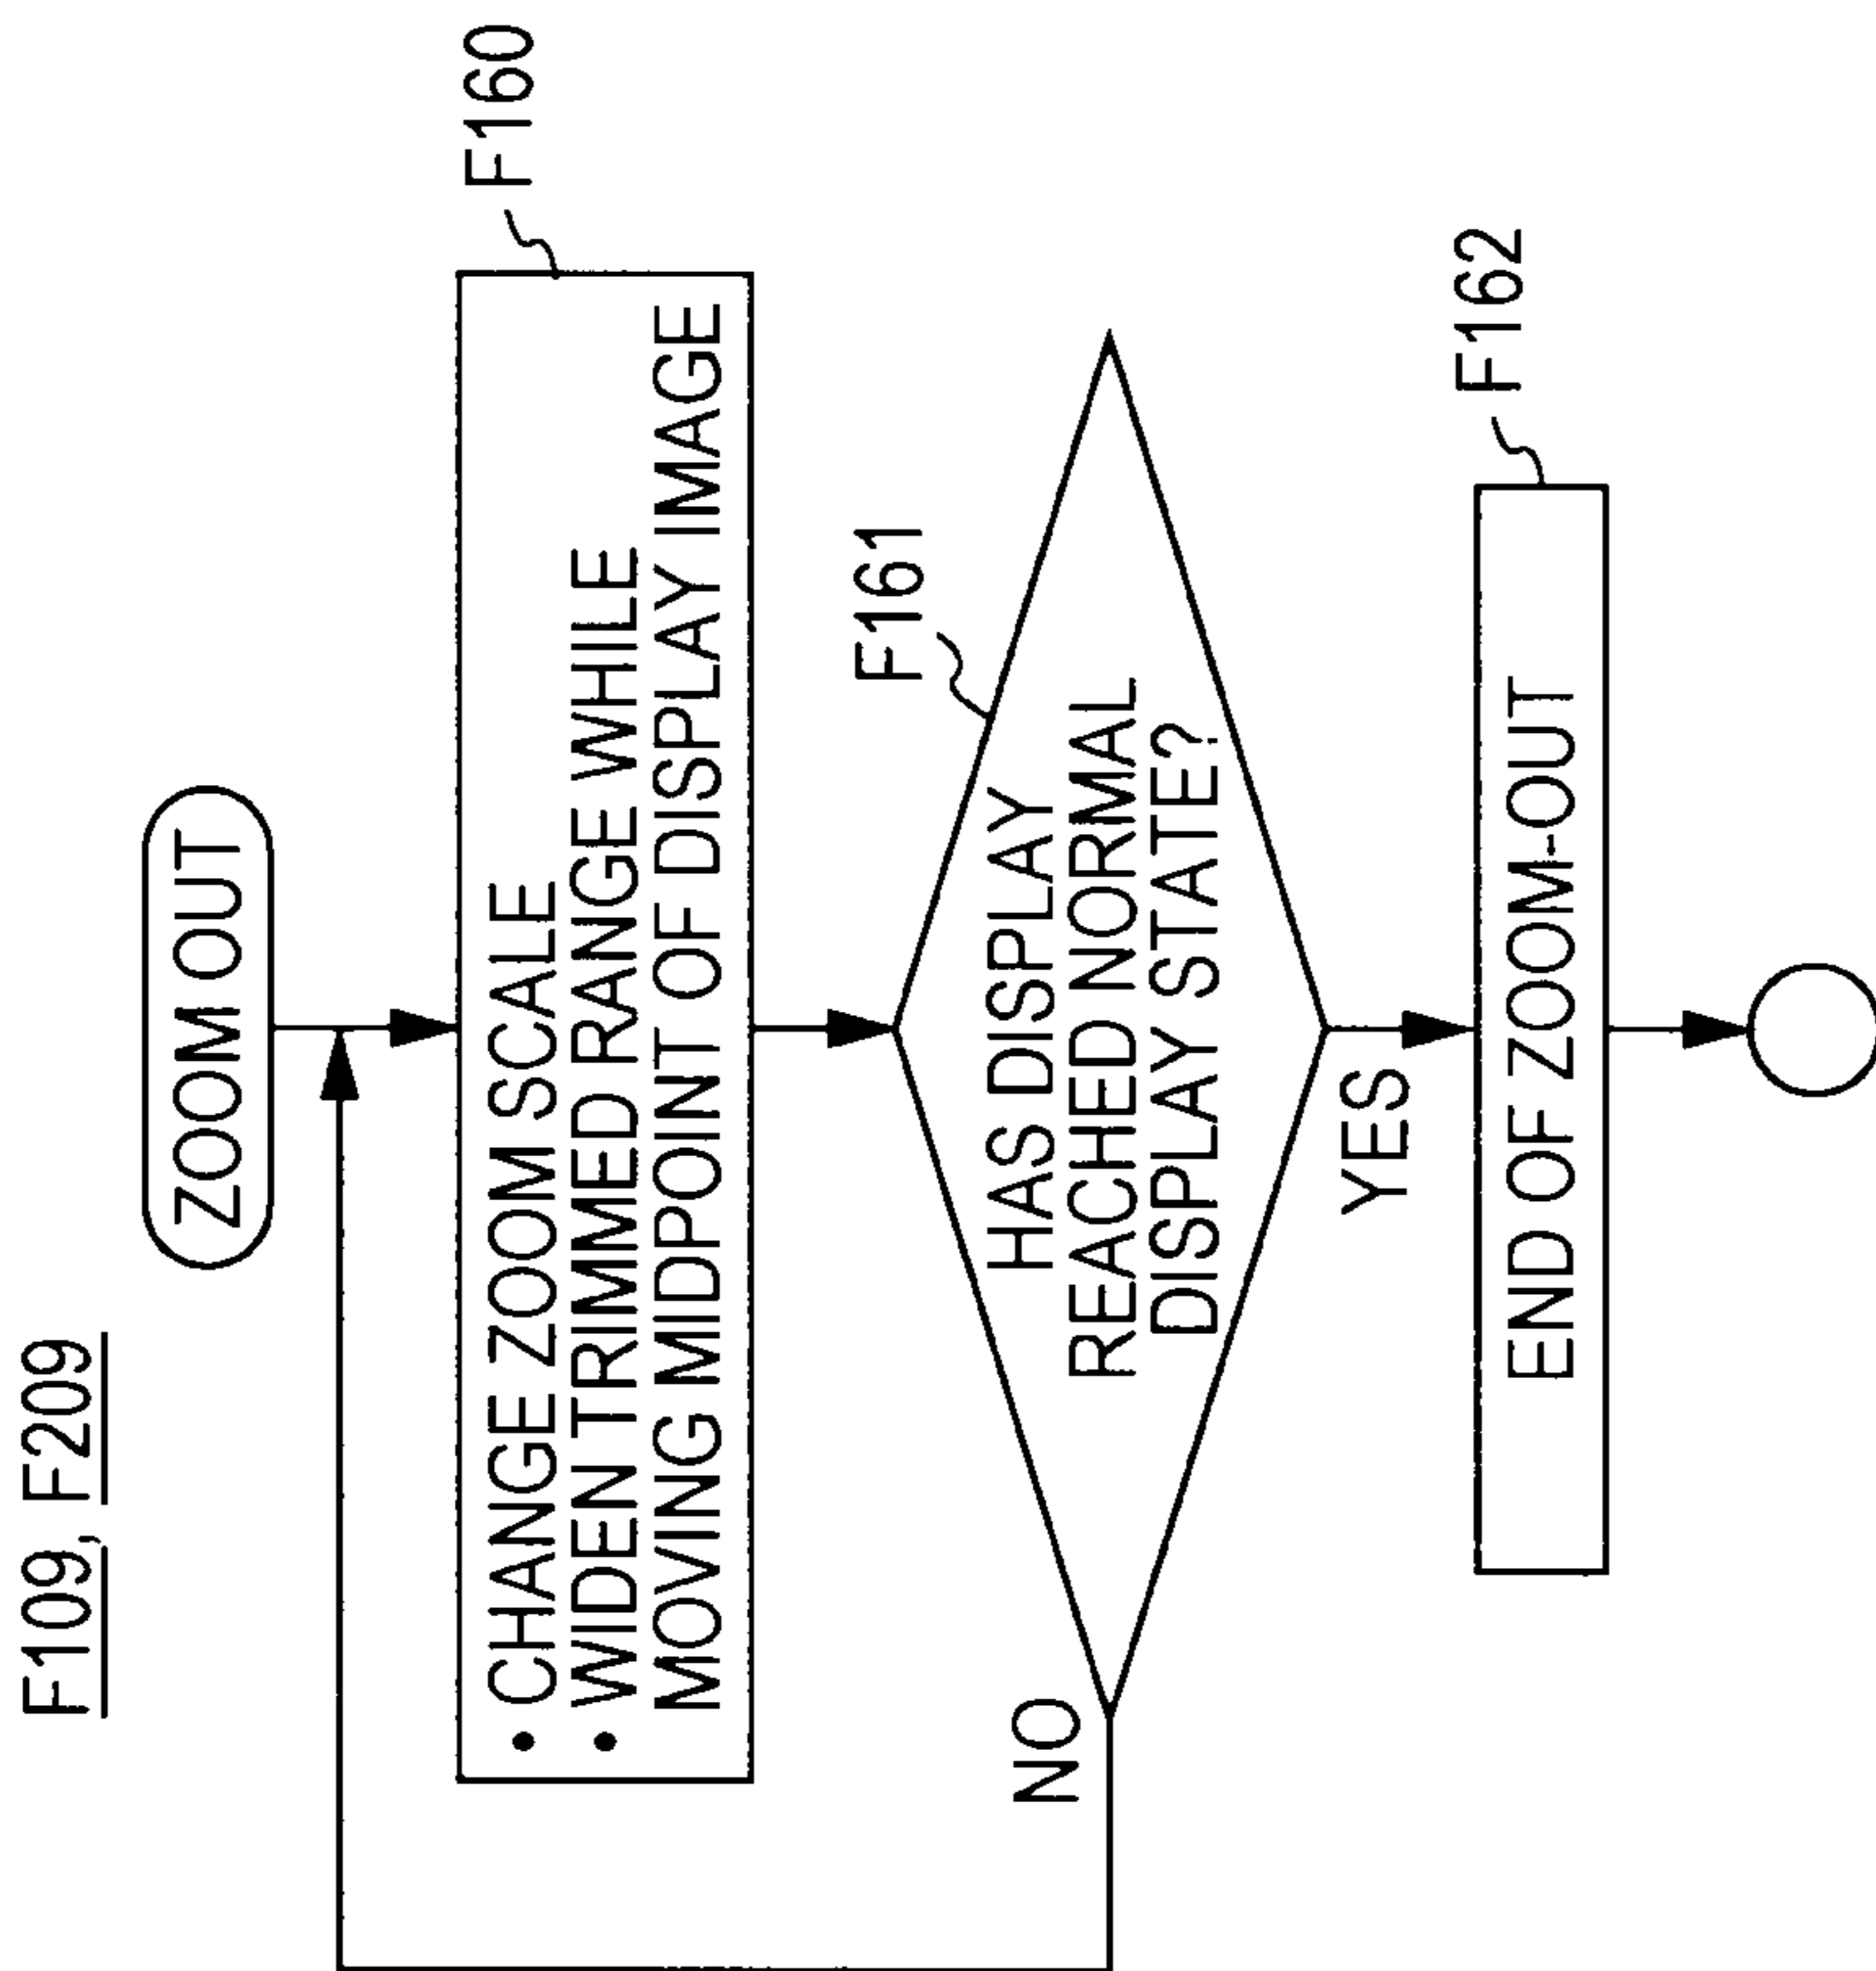 F109, F209
ZOOM OUT
F160
• CHANGE ZOOM SCALE
• WIDEN TRIMMED RANGE WHILE
MOVING MIDPOINT OF DISPLAY IMAGE
F161
HAS DISPLAY
REACHED NORMAL
DISPLAY STATE?
NO
YES
F162
END OF ZOOM-OUT